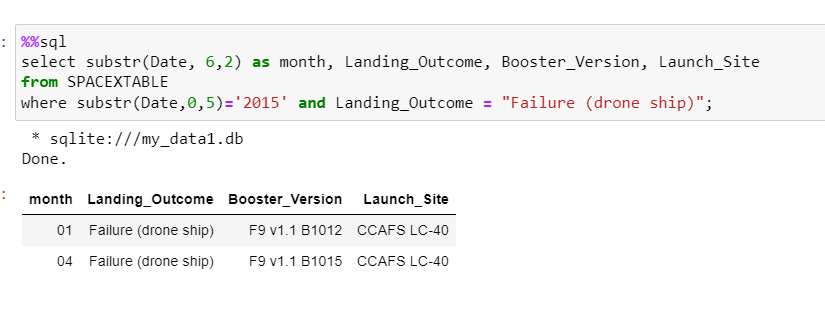 : %%sql
select substr(Date, 6,2) as month, Landing_Outcome, Booster_Version, Launch_Site
from SPACEXTABLE
where substr(Date,0,5)='2015' and Landing_Outcome = "Failure (drone ship)";
* sqlite:///my_data1.db
Done.
:
month Landing_Outcome Booster_Version Launch_Site
01 Failure (drone ship) F9 v1.1 B1012 CCAFS LC-40
04 Failure (drone ship) F9 v1.1 B1015 CCAFS LC-40